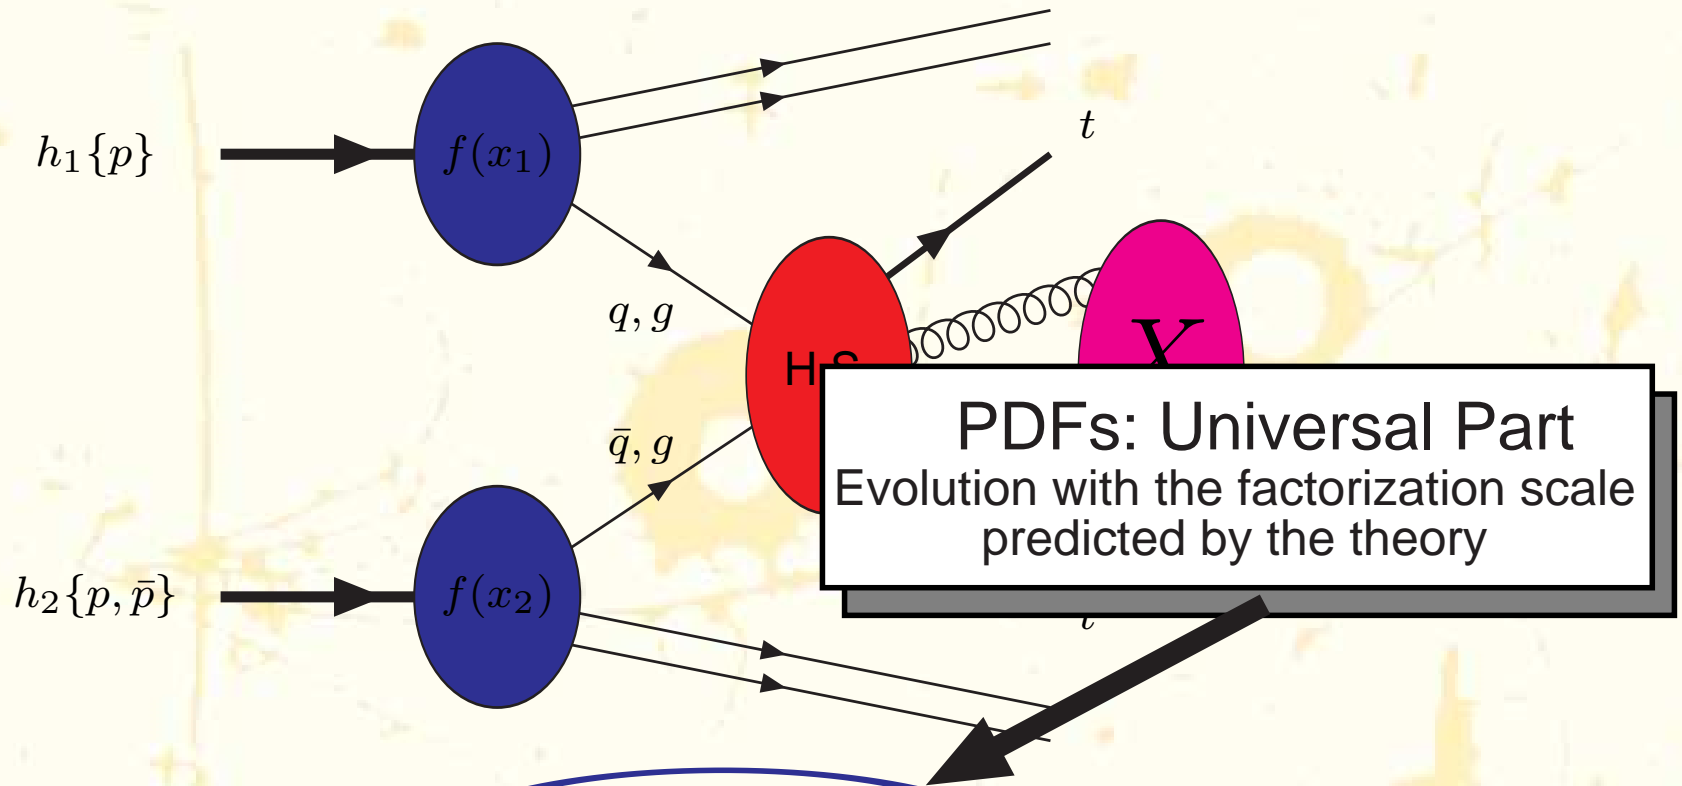 t
h₁{p}
f(x₁)
q, g
X
H.S.
PDFs: Universal Part
Evolution with the factorization scale
predicted by the theory
q̄, g
h₂{p, p̄}
f(x₂)